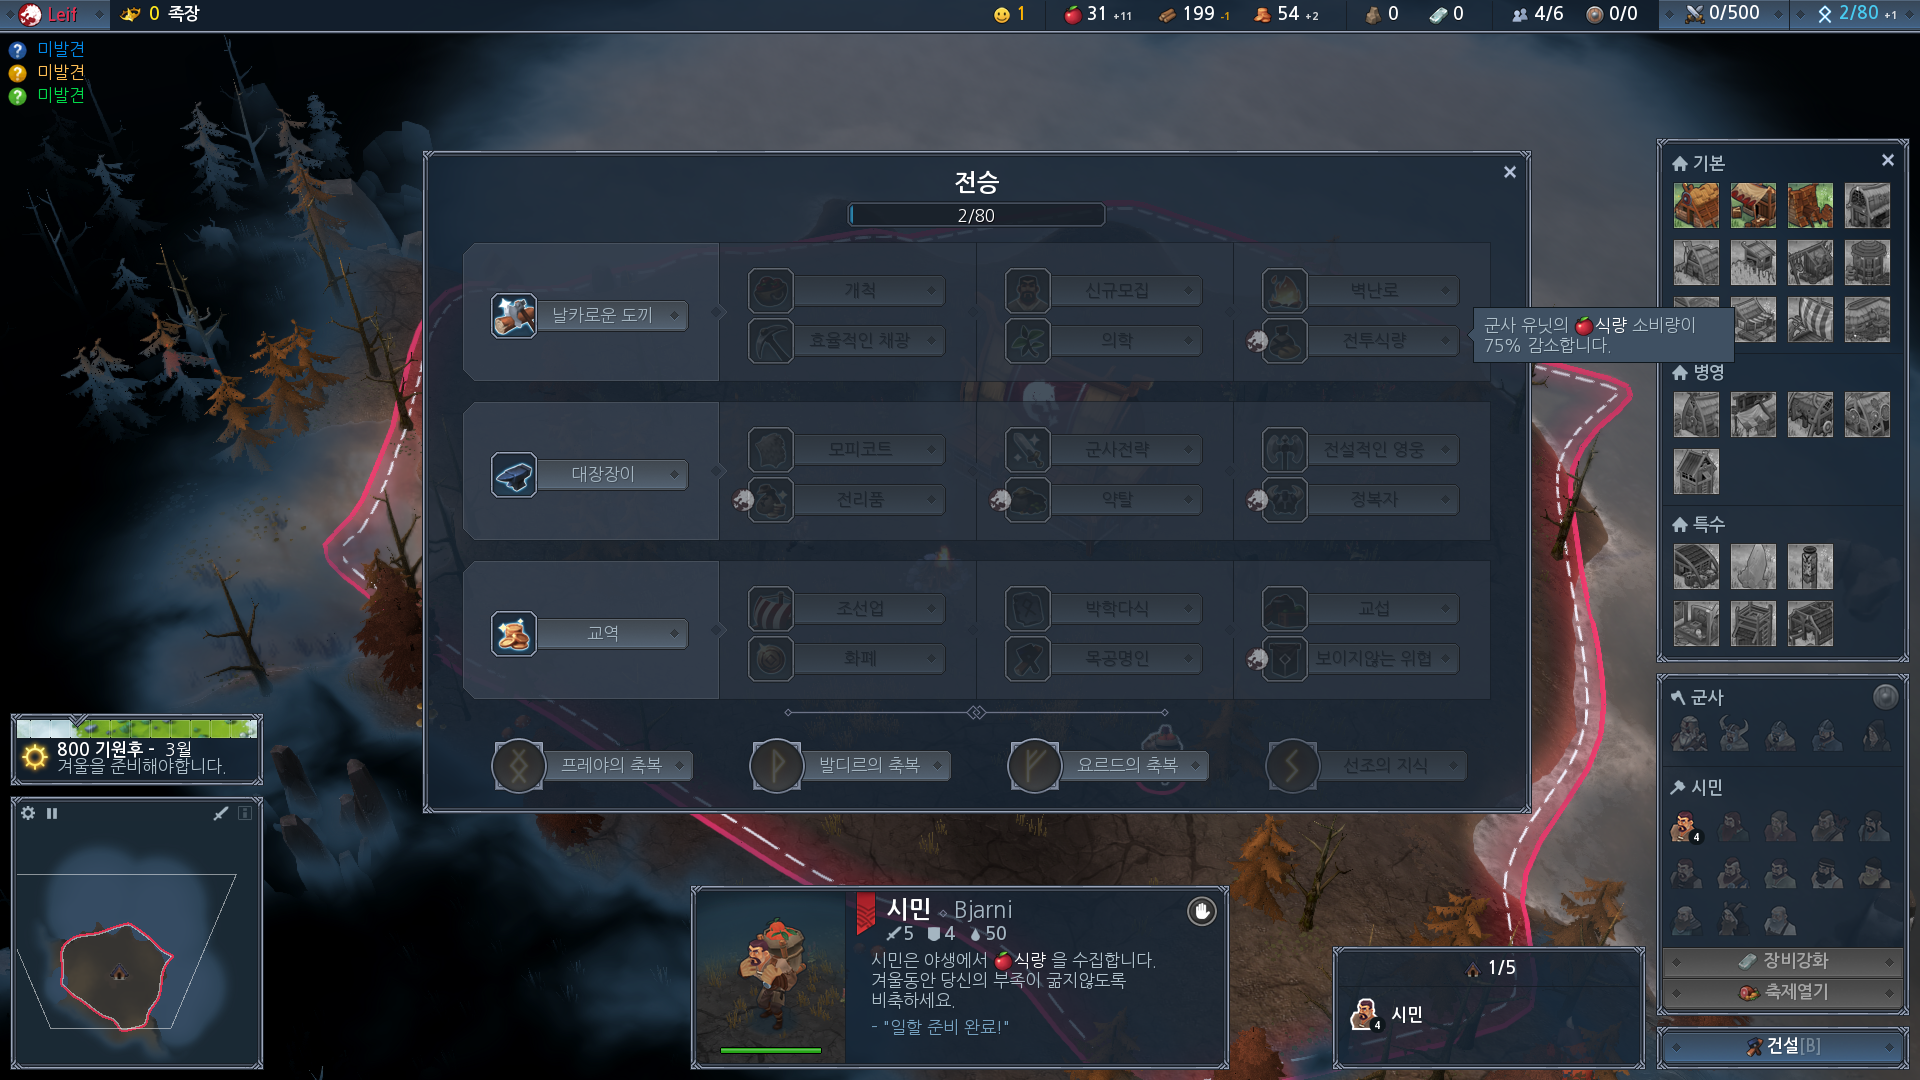 Leif
0 족장
1
31 +11
199 -1
54 +2
0
0
4/6
0/0
0/500
2/80 +1
미발견
미발견
미발견
전승
2/80
날카로운 도끼
개척
신규모집
벽난로
효율적인 채광
의학
전투식량
군사 유닛의 식량 소비량이
75% 감소합니다.
대장장이
모피코트
군사전략
전설적인 영웅
전리품
약탈
정복자
교역
조선업
박학다식
교섭
화폐
목공명인
보이지않는 위협
프레야의 축복
발디르의 축복
요르드의 축복
선조의 지식
기본
병영
특수
군사
시민
4
장비강화
축제열기
건설[B]
800 기원후 - 3월
겨울을 준비해야합니다.
시민 Bjarni
5 4 50
시민은 야생에서 식량 을 수집합니다.
겨울동안 당신의 부족이 굶지않도록
비축하세요.
- "일할 준비 완료!"
1/5
4 시민